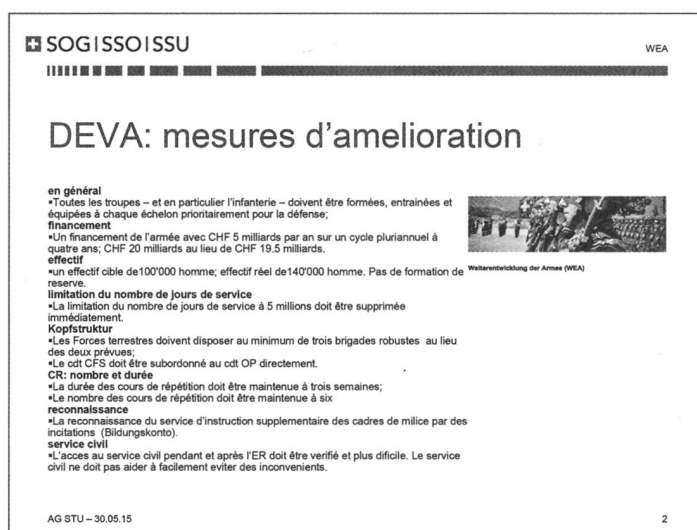 SOG|SSO|SSU
WEA
DEVA: mesures d'amelioration
en général
▪Toutes les troupes – et en particulier l'infanterie – doivent être formées, entrainées et
équipées à chaque échelon prioritairement pour la défense;
financement
▪Un financement de l'armée avec CHF 5 milliards par an sur un cycle pluriannuel à
quatre ans; CHF 20 milliards au lieu de CHF 19.5 milliards.
effectif
▪un effectif cible de100'000 homme; effectif réel de140'000 homme. Pas de formation de
reserve.
Weiterentwicklung der Armee (WEA)
limitation du nombre de jours de service
▪La limitation du nombre de jours de service à 5 millions doit être supprimée
immédiatement.
Kopfstruktur
▪Les Forces terrestres doivent disposer au minimum de trois brigades robustes au lieu
des deux prévues;
▪Le cdt CFS doit être subordonné au cdt OP directement.
CR: nombre et durée
▪La durée des cours de répétition doit être maintenue à trois semaines;
▪Le nombre des cours de répétition doit être maintenue à six
reconnaissance
▪La reconnaissance du service d'instruction supplementaire des cadres de milice par des
incitations (Bildungskonto).
service civil
▪L'acces au service civil pendant et après l'ER doit être verifié et plus dificile. Le service
civil ne doit pas aider à facilement eviter des inconvenients.
AG STU – 30.05.15
2